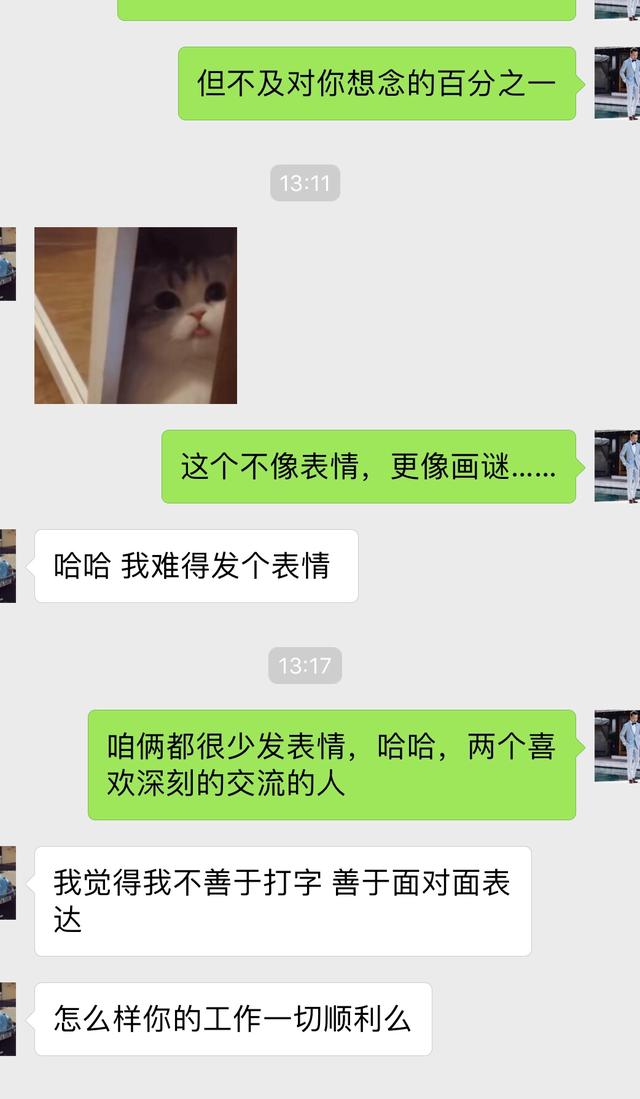 但不及对你想念的百分之一
13:11
这个不像表情，更像画谜……
哈哈 我难得发个表情
13:17
咱俩都很少发表情，哈哈，两个喜
欢深刻的交流的人
我觉得我不善于打字 善于面对面表
达
怎么样你的工作一切顺利么